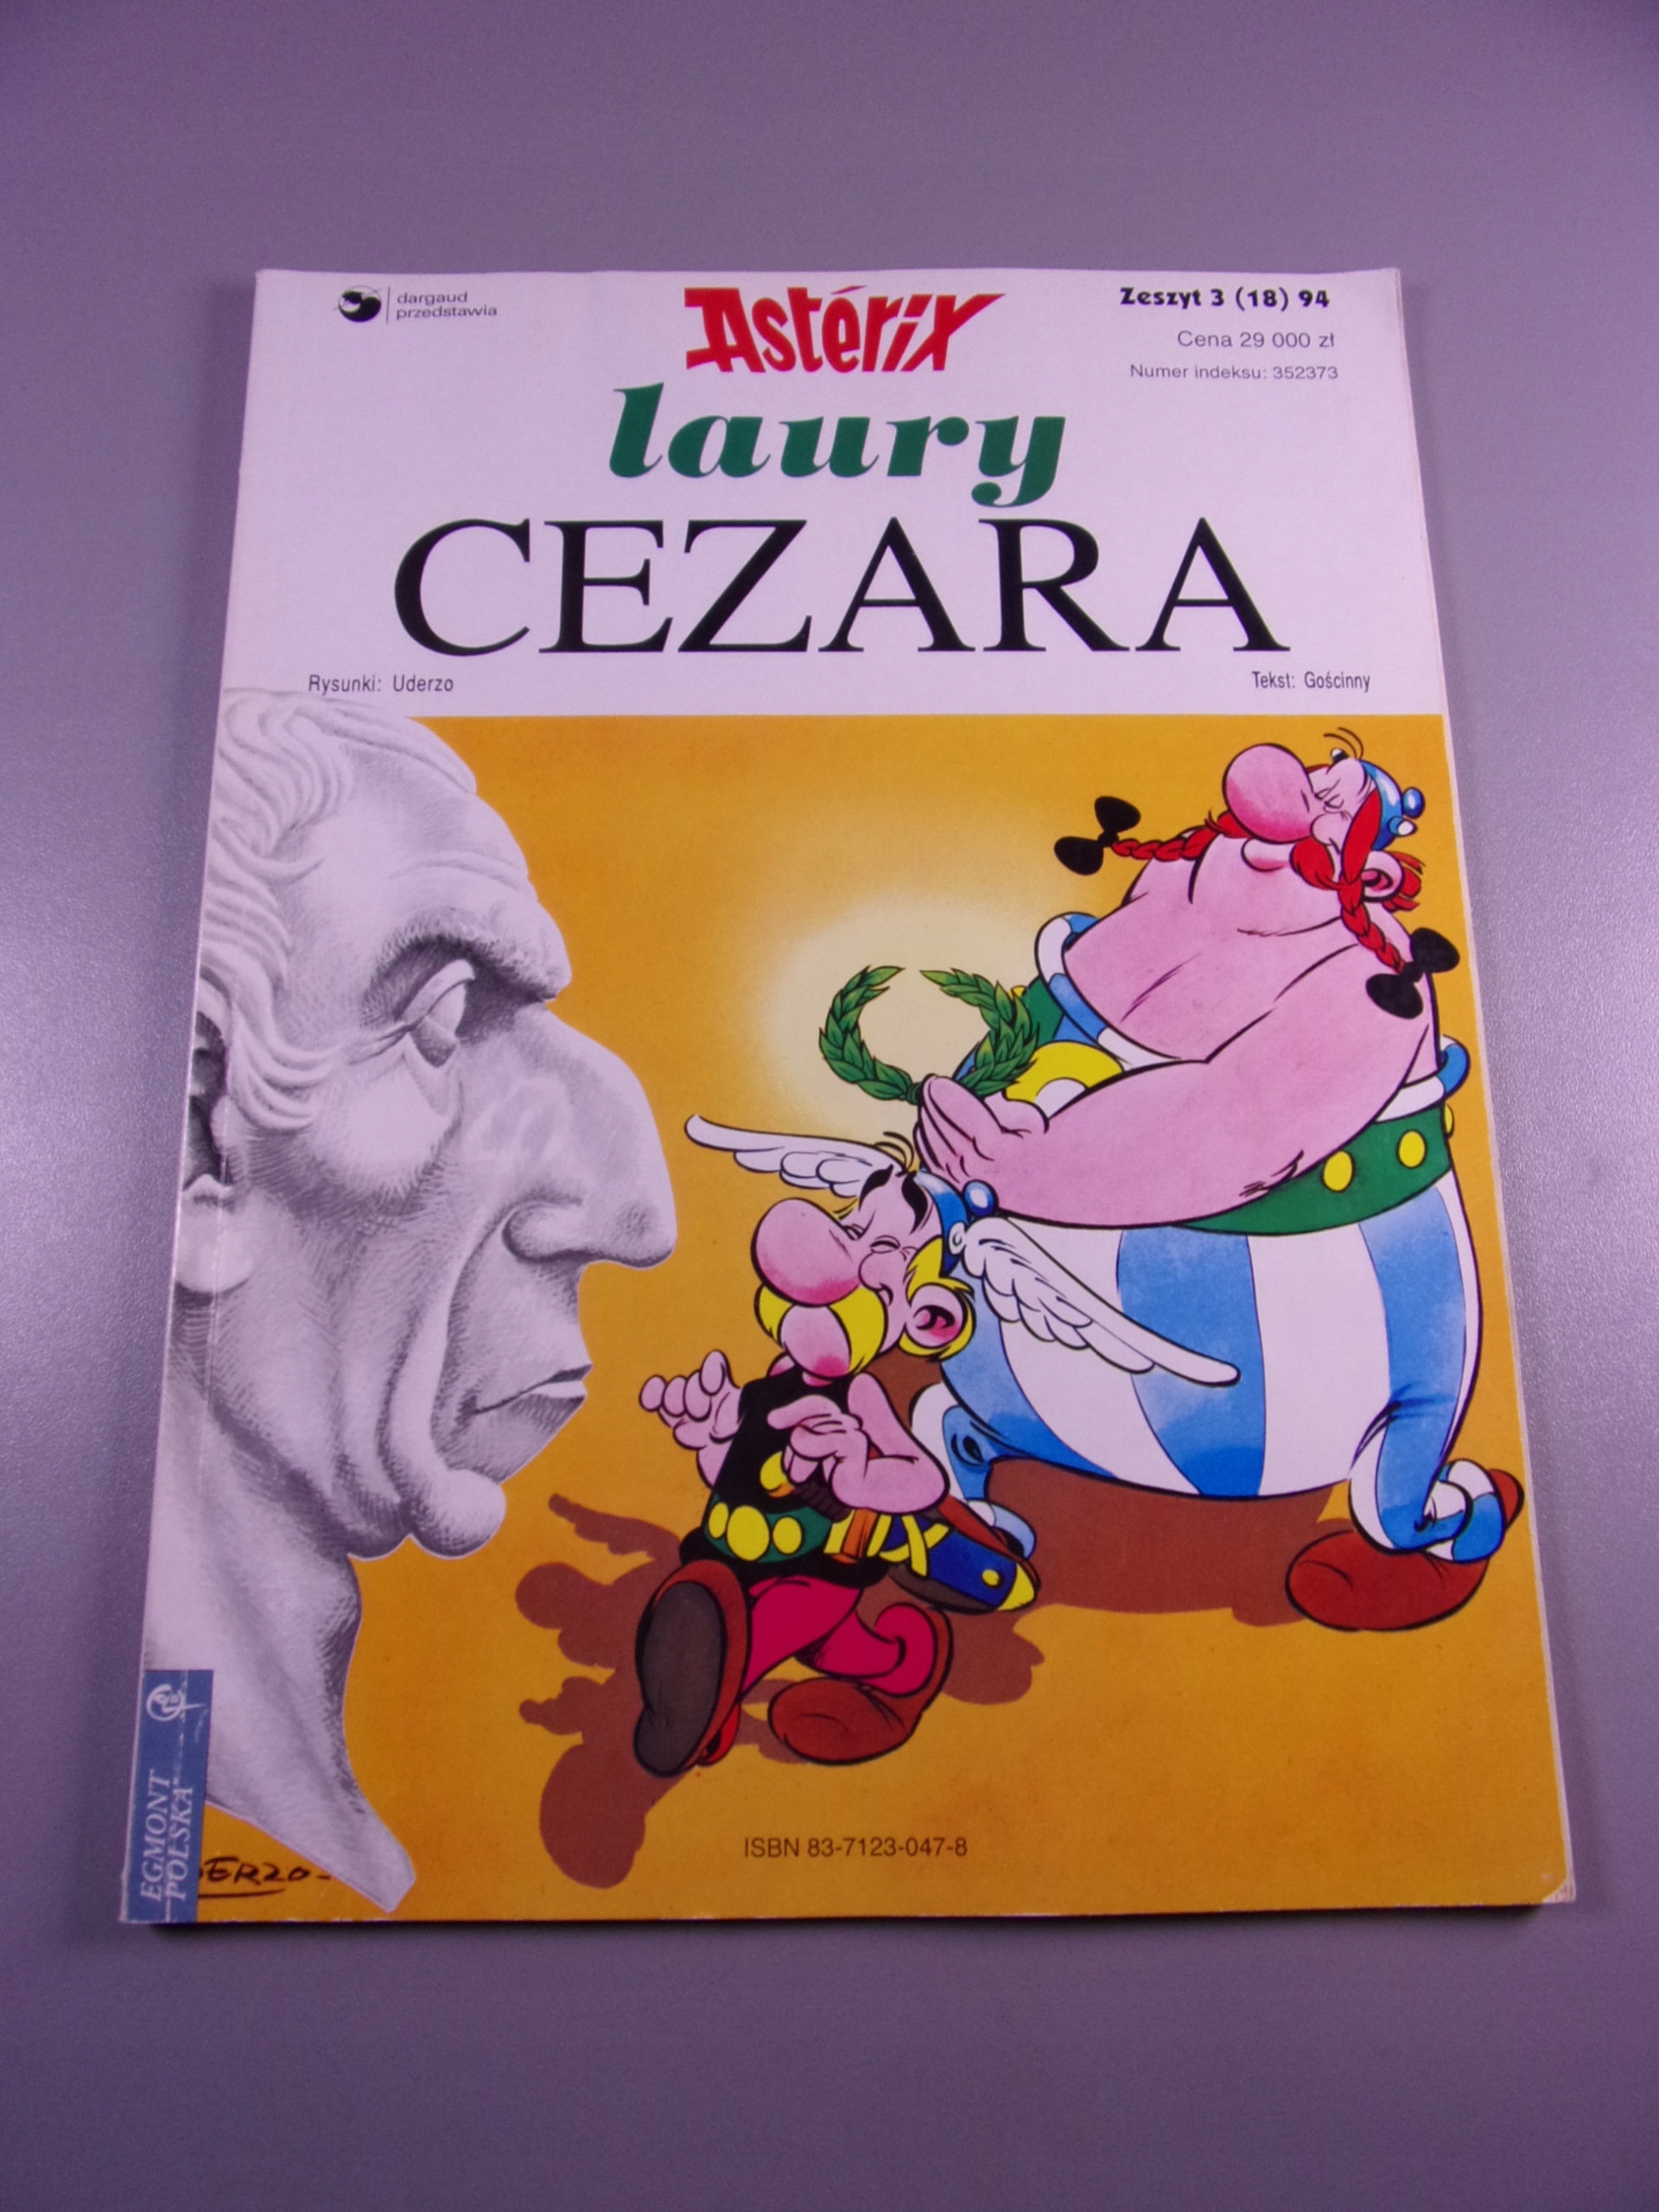 dargaud
przedstawia
Astérix
Zeszyt 3 (18) 94
Cena 29 000 zł
Numer indeksu: 352373
laury
CEZARA
Rysunki: Uderzo
Tekst: Gościnny
EGMONT
POLSKA
ISBN 83-7123-047-8